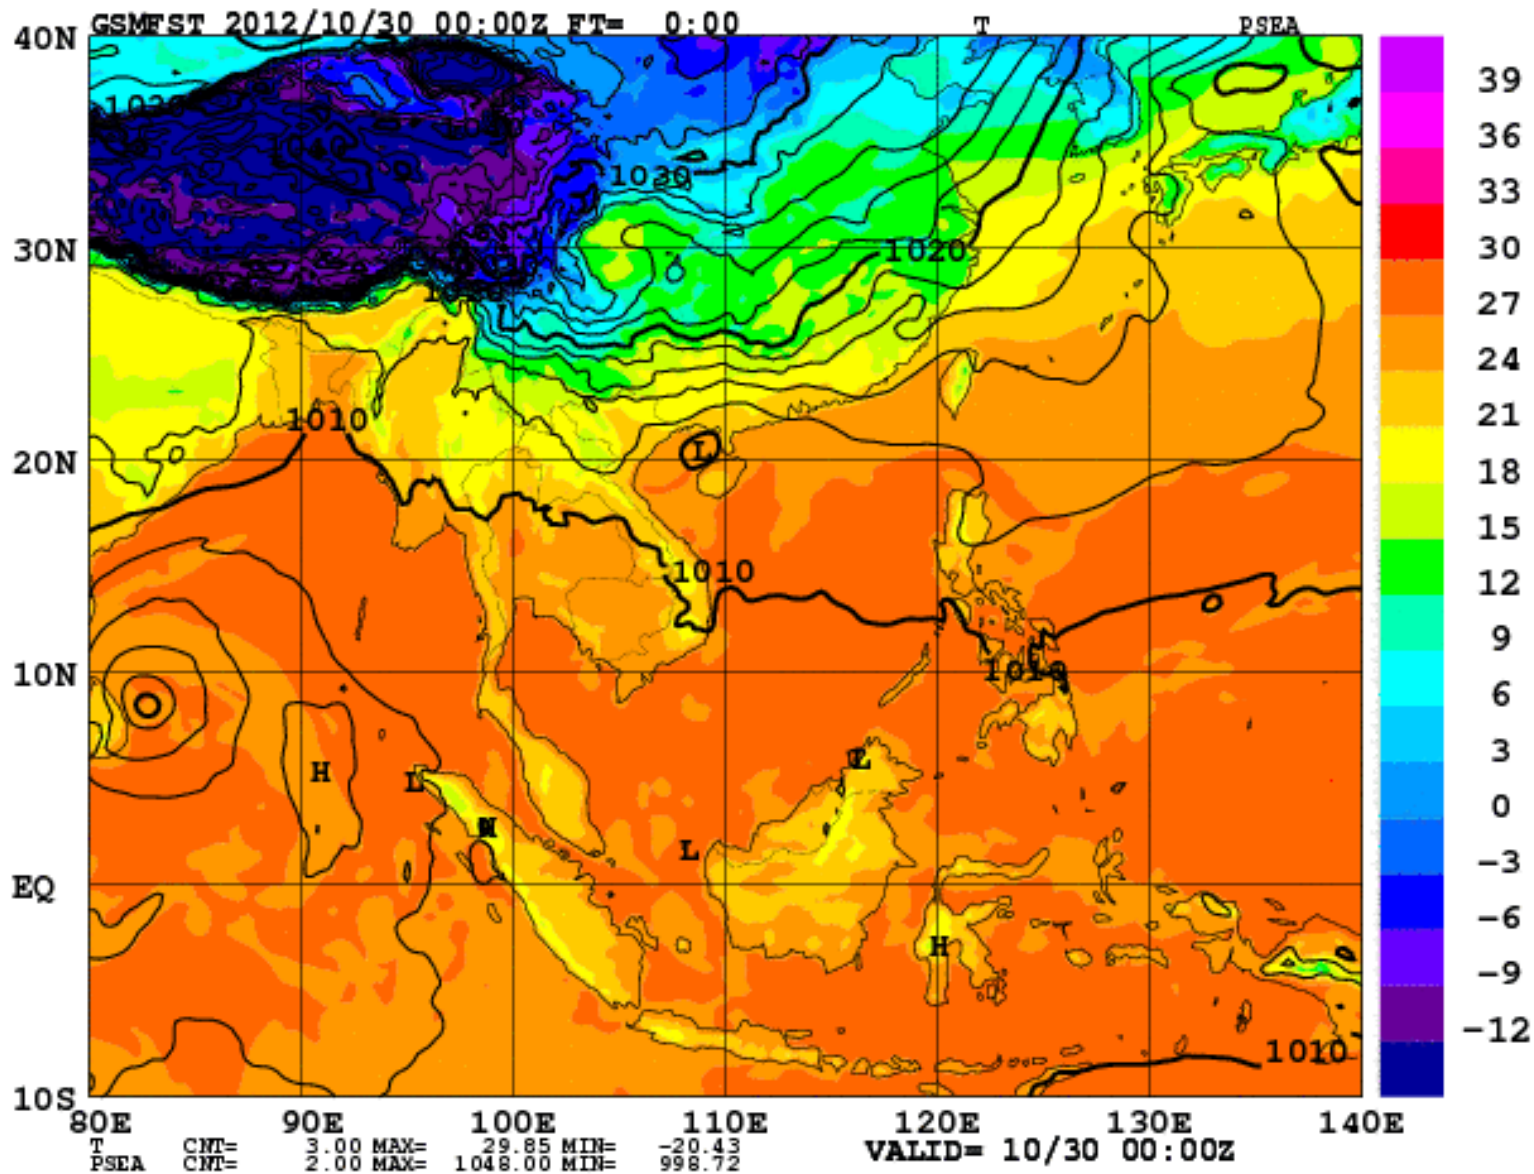 GSMFST 2012/10/30 00:00Z FT= 0:00 T PSEA
40N
39
36
1030
33
30N
1020
30
27
24
1010
21
20N
L
18
15
1010
12
9
10N
1010
6
3
H
L
L
0
L
-3
EQ
-6
H
-9
-12
1010
10S
80E 90E 100E 110E 120E 130E 140E
T CNT= 3.00 MAX= 29.85 MIN= -20.43
PSEA CNT= 2.00 MAX= 1048.00 MIN= 998.72
VALID= 10/30 00:00Z